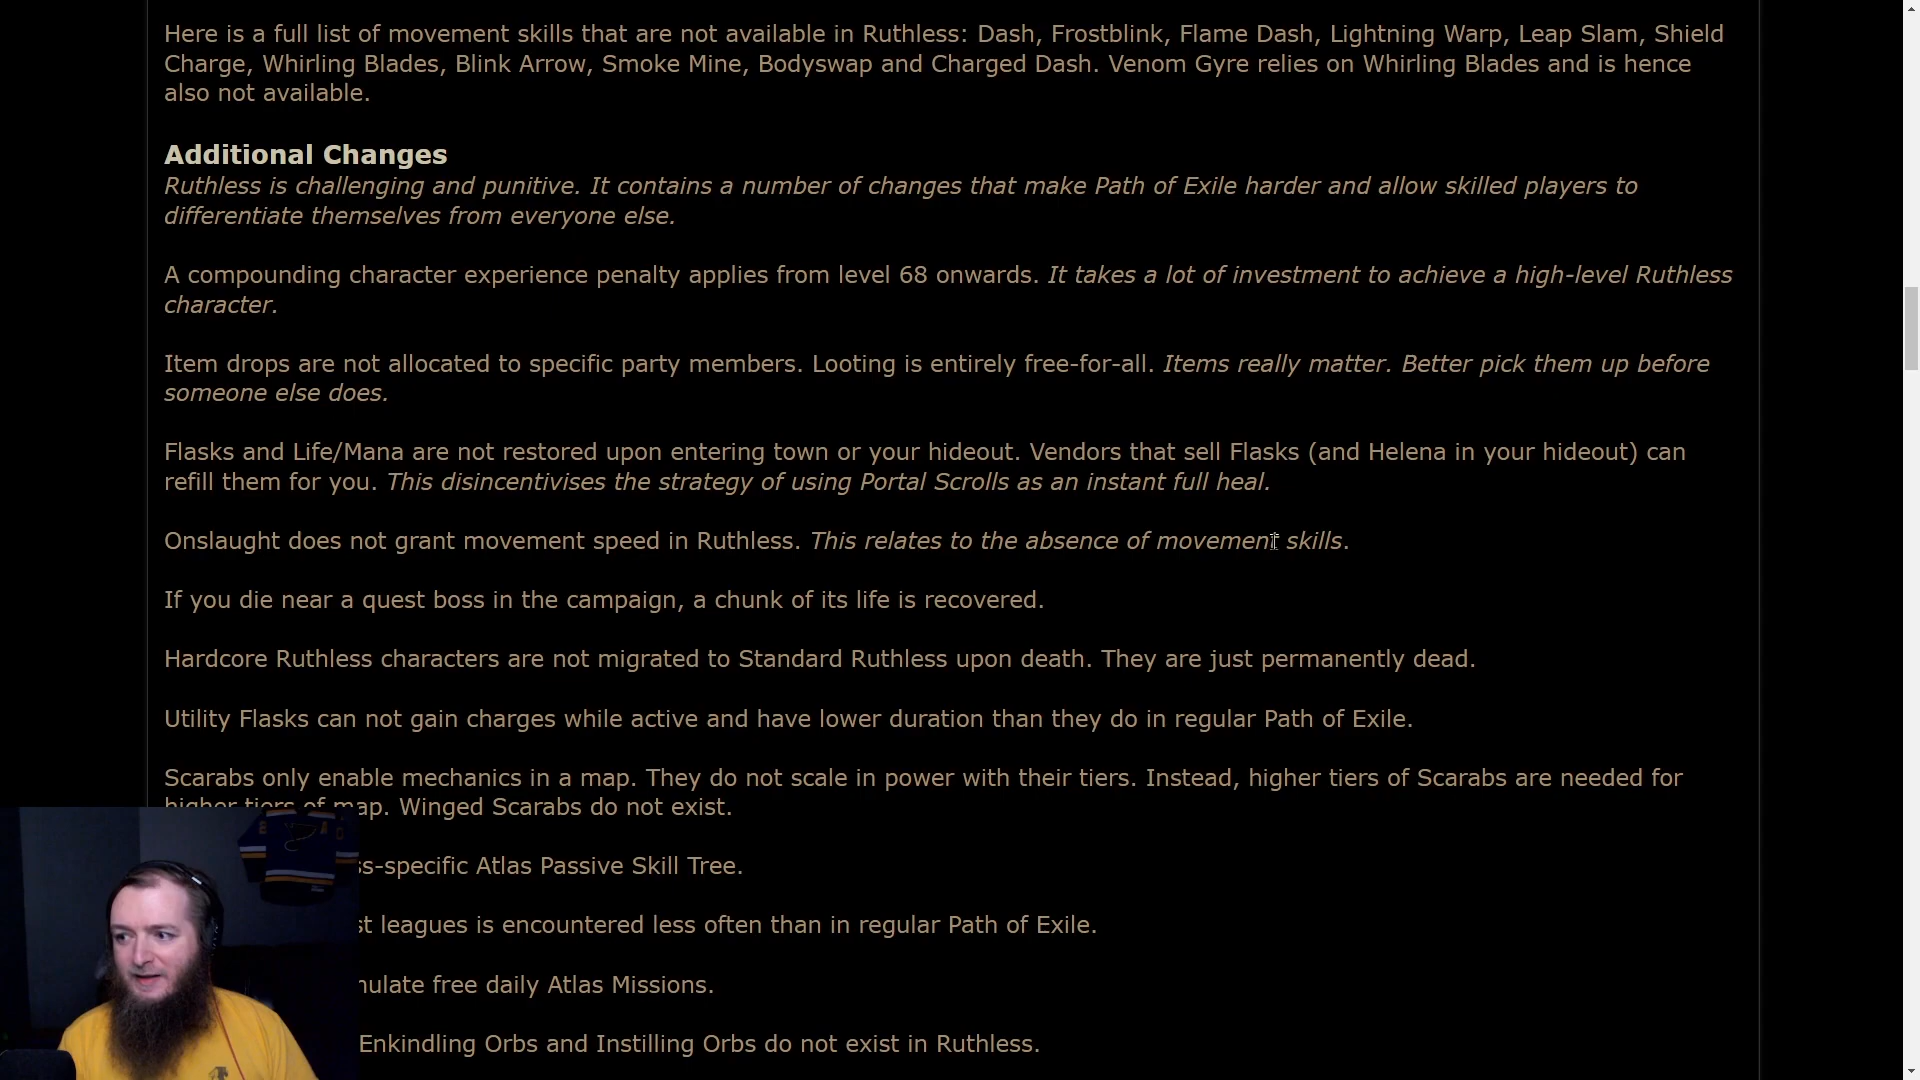 Here is a full list of movement skills that are not available in Ruthless: Dash, Frostblink, Flame Dash, Lightning Warp, Leap Slam, Shield
Charge, Whirling Blades, Blink Arrow, Smoke Mine, Bodyswap and Charged Dash. Venom Gyre relies on Whirling Blades and is hence
also not available.
Additional Changes
Ruthless is challenging and punitive. It contains a number of changes that make Path of Exile harder and allow skilled players to
differentiate themselves from everyone else.
A compounding character experience penalty applies from level 68 onwards. It takes a lot of investment to achieve a high-level Ruthless
character.
Item drops are not allocated to specific party members. Looting is entirely free-for-all. Items really matter. Better pick them up before
someone else does.
Flasks and Life/Mana are not restored upon entering town or your hideout. Vendors that sell Flasks (and Helena in your hideout) can
refill them for you. This disincentivises the strategy of using Portal Scrolls as an instant full heal.
Onslaught does not grant movement speed in Ruthless. This relates to the absence of movement skills.
If you die near a quest boss in the campaign, a chunk of its life is recovered.
Hardcore Ruthless characters are not migrated to Standard Ruthless upon death. They are just permanently dead.
Utility Flasks can not gain charges while active and have lower duration than they do in regular Path of Exile.
Scarabs only enable mechanics in a map. They do not scale in power with their tiers. Instead, higher tiers of Scarabs are needed for
higher tiers of map. Winged Scarabs do not exist.
s-specific Atlas Passive Skill Tree.
st leagues is encountered less often than in regular Path of Exile.
mulate free daily Atlas Missions.
Enkindling Orbs and Instilling Orbs do not exist in Ruthless.